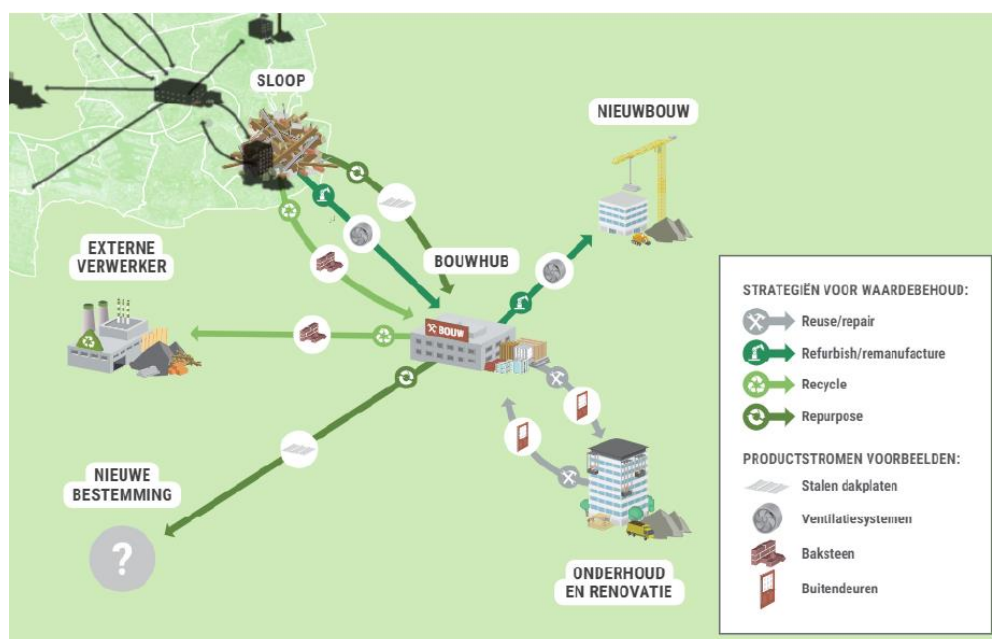 SLOOP
NIEUWBOUW
EXTERNE
VERWERKER
BOUWHUB
BOUW
NIEUWE
BESTEMMING
?
ONDERHOUD
EN RENOVATIE
STRATEGIËN VOOR WAARDEBEHOUD:
Reuse/repair
Refurbish/remanufacture
Recycle
Repurpose
PRODUCTSTROMEN VOORBEELDEN:
Stalen dakplaten
Ventilatiesystemen
Baksteen
Buitendeuren